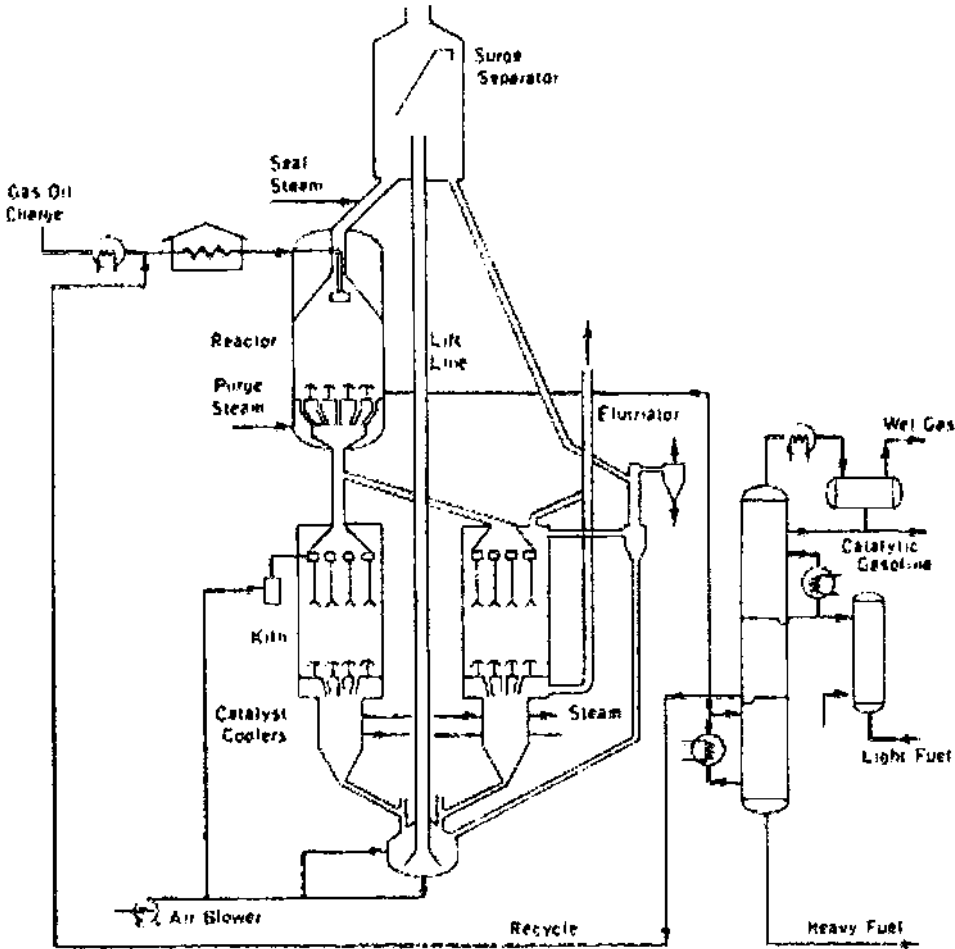 Surge
Separator
Seal
Steam
Gas Oil
Charge
Reactor
Lift
Line
Purge
Steam
Elutriator
Wet Gas
Catalytic
Gasoline
Kiln
Catalyst
Coolers
Steam
Light Fuel
Air Blower
Recycle
Heavy Fuel